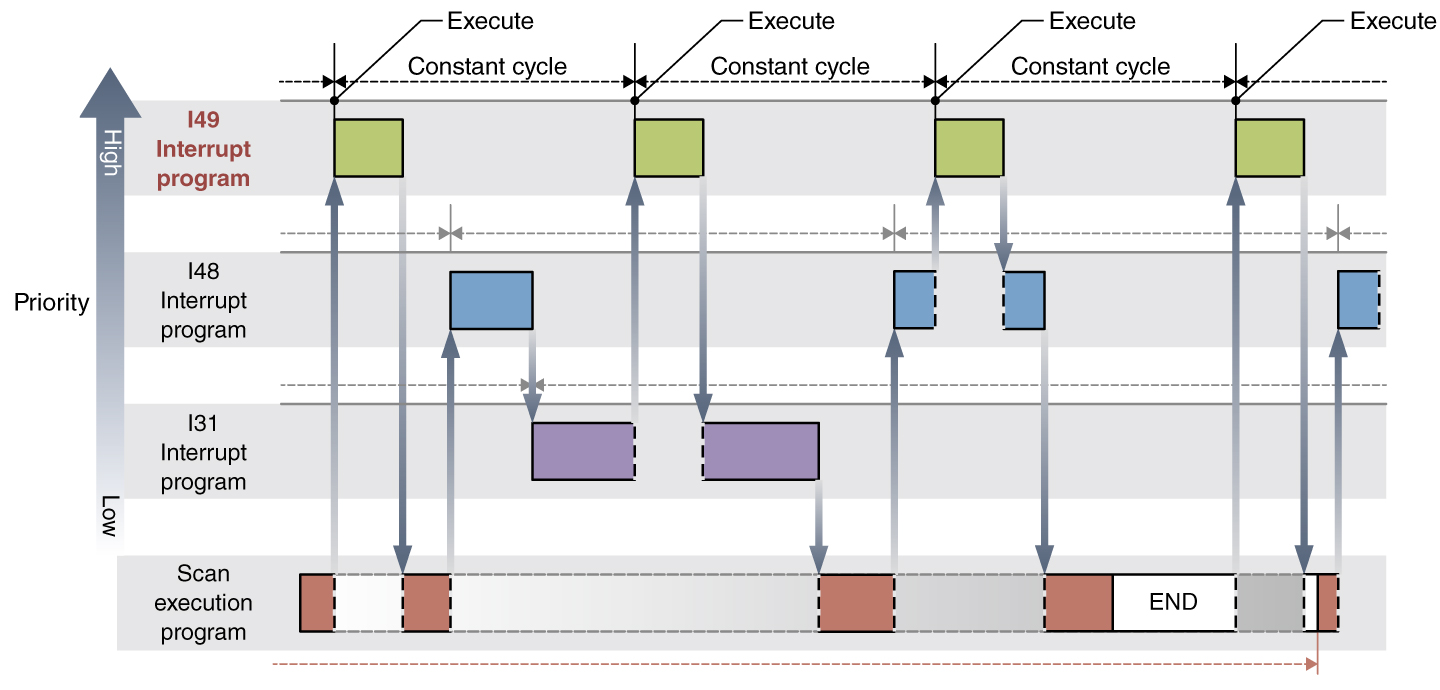 Execute
Execute
Execute
Execute
Constant cycle
Constant cycle
Constant cycle
High
I49
Interrupt
program
I48
Interrupt
program
Priority
I31
Interrupt
program
Low
Scan
execution
program
END